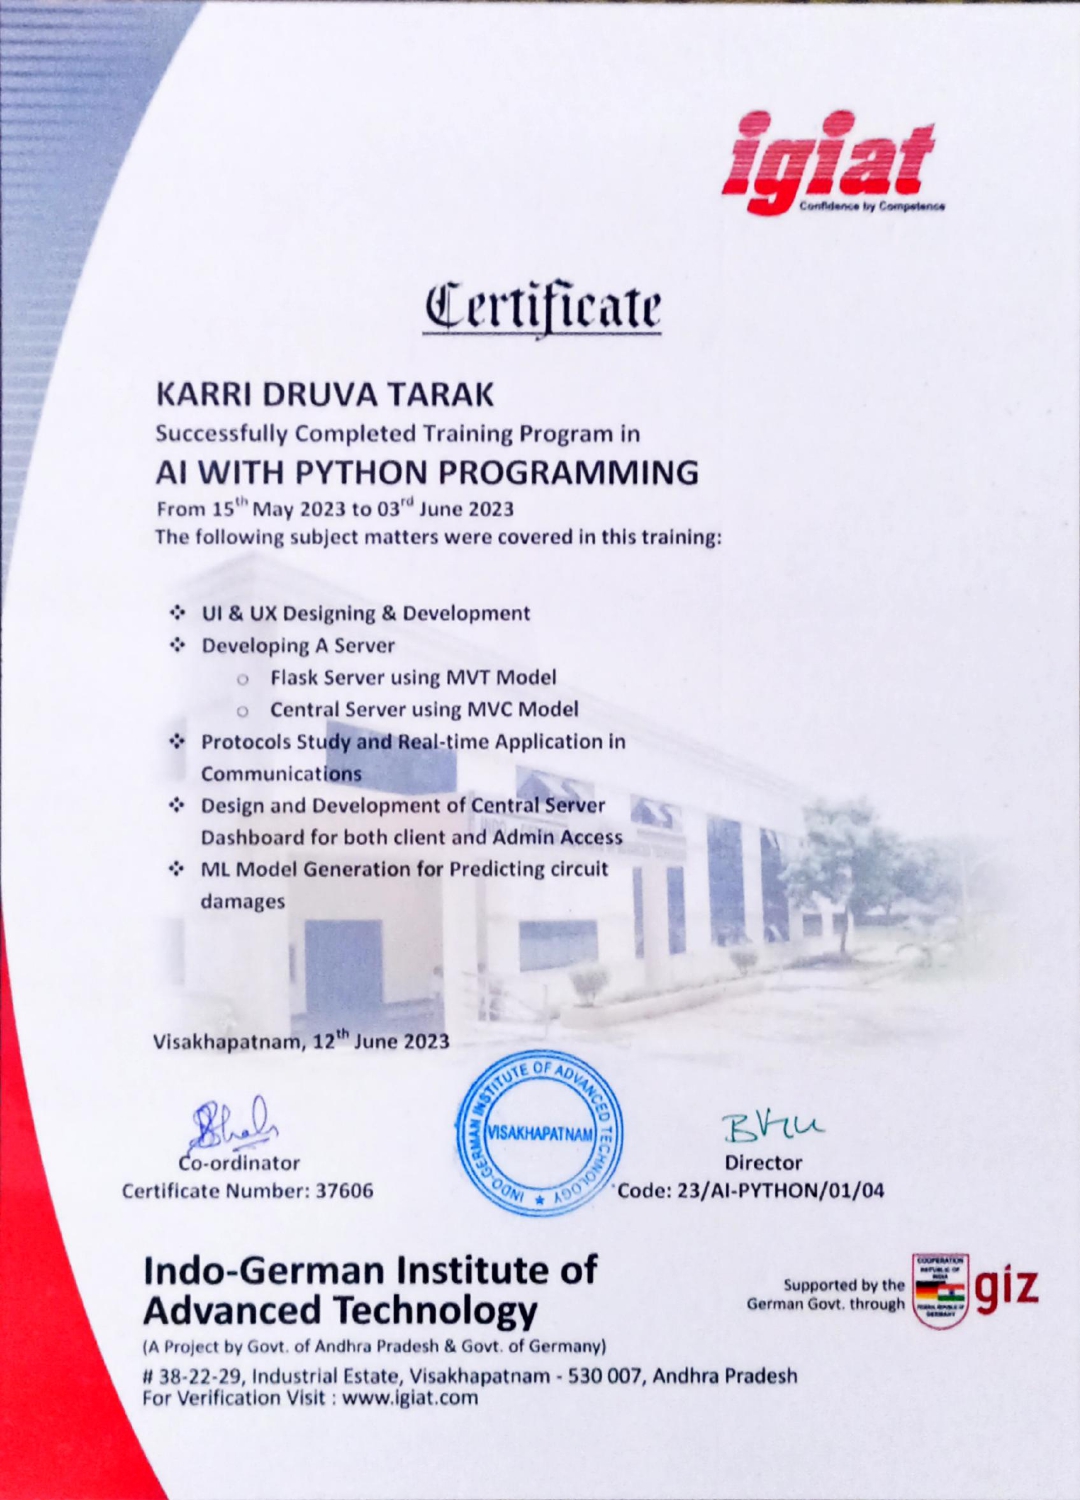 igiat
Confidence by Competence
Certificate
KARRI DRUVA TARAK
Successfully Completed Training Program in
AI WITH PYTHON PROGRAMMING
From 15th May 2023 to 03rd June 2023
The following subject matters were covered in this training:
❖ UI & UX Designing & Development
❖ Developing A Server
o Flask Server using MVT Model
o Central Server using MVC Model
❖ Protocols Study and Real-time Application in
Communications
❖ Design and Development of Central Server
Dashboard for both client and Admin Access
❖ ML Model Generation for Predicting circuit
damages
Visakhapatnam, 12th June 2023
INDO-GERMAN INSTITUTE OF ADVANCED TECHNOLOGY
VISAKHAPATNAM
Co-ordinator
Director
Certificate Number: 37606
Code: 23/AI-PYTHON/01/04
Indo-German Institute of
Advanced Technology
(A Project by Govt. of Andhra Pradesh & Govt. of Germany)
# 38-22-29, Industrial Estate, Visakhapatnam - 530 007, Andhra Pradesh
For Verification Visit : www.igiat.com
Supported by the
German Govt. through
COOPERATION
REPUBLIC OF
INDIA
FEDERAL REPUBLIC OF
GERMANY
giz